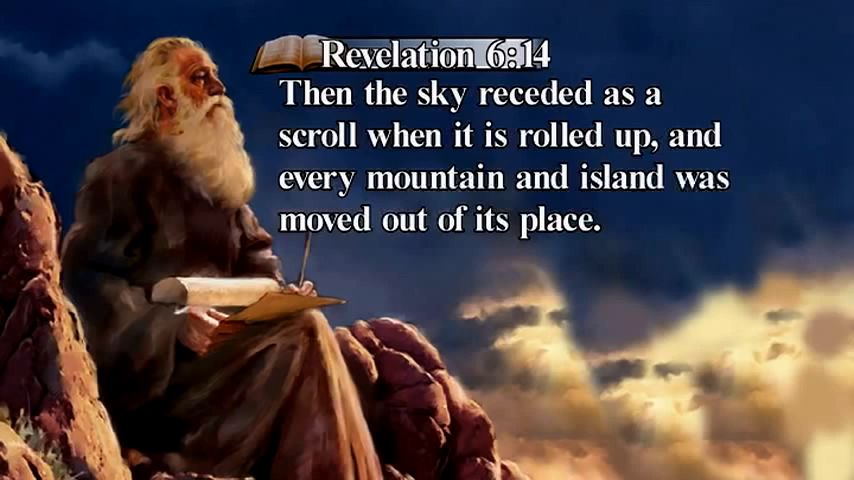 Revelation 6:14
Then the sky receded as a
scroll when it is rolled up, and
every mountain and island was
moved out of its place.